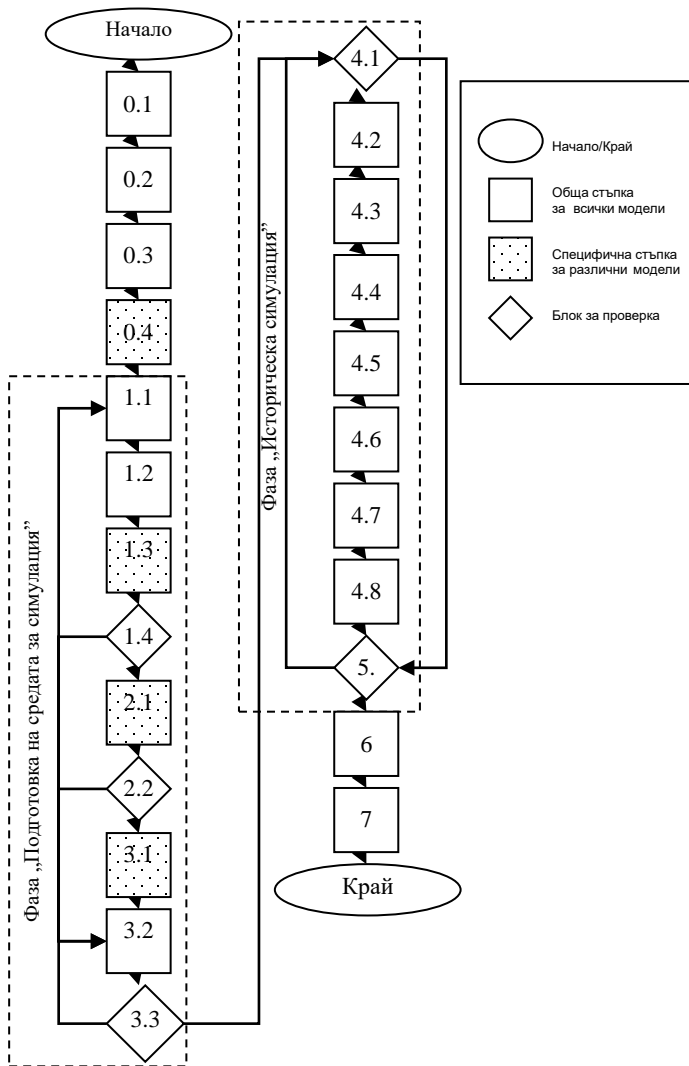 Начало
0.1
0.2
0.3
0.4
Фаза „Подготовка на средата за симулация”
1.1
1.2
1.3
1.4
2.1
2.2
3.1
3.2
3.3
Фаза „Историческа симулация”
4.1
4.2
4.3
4.4
4.5
4.6
4.7
4.8
5.
6
7
Край
Начало/Край
Обща стъпка
за всички модели
Специфична стъпка
за различни модели
Блок за проверка